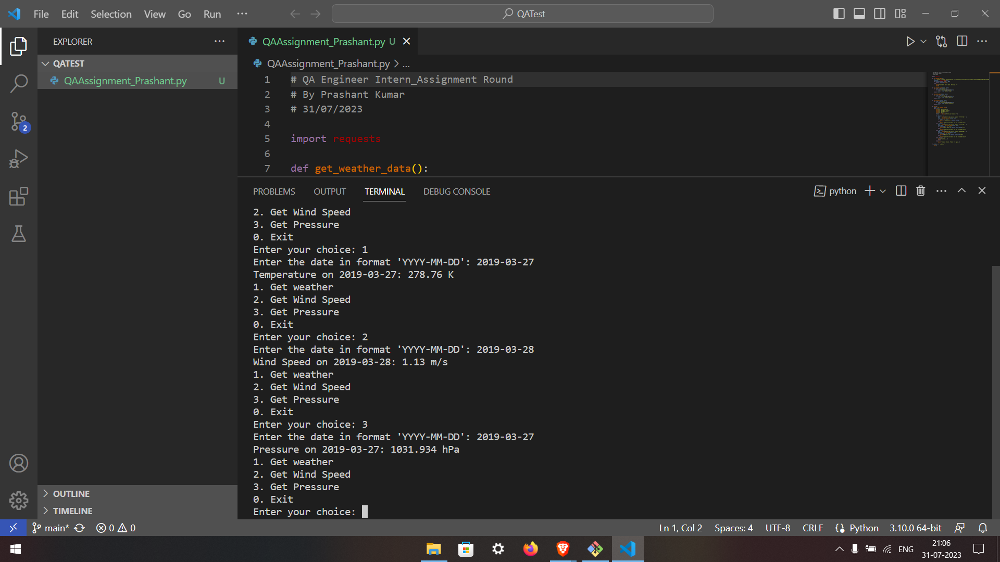 File Edit Selection View Go Run ···
QATest
EXPLORER
QATEST
QAAssignment_Prashant.py U
OUTLINE
TIMELINE
2
QAAssignment_Prashant.py U
QAAssignment_Prashant.py > ...
1 # QA Engineer Intern_Assignment Round
2 # By Prashant Kumar
3 # 31/07/2023
4
5 import requests
6
7 def get_weather_data():
PROBLEMS OUTPUT TERMINAL DEBUG CONSOLE
python
2. Get Wind Speed
3. Get Pressure
0. Exit
Enter your choice: 1
Enter the date in format 'YYYY-MM-DD': 2019-03-27
Temperature on 2019-03-27: 278.76 K
1. Get weather
2. Get Wind Speed
3. Get Pressure
0. Exit
Enter your choice: 2
Enter the date in format 'YYYY-MM-DD': 2019-03-28
Wind Speed on 2019-03-28: 1.13 m/s
1. Get weather
2. Get Wind Speed
3. Get Pressure
0. Exit
Enter your choice: 3
Enter the date in format 'YYYY-MM-DD': 2019-03-27
Pressure on 2019-03-27: 1031.934 hPa
1. Get weather
2. Get Wind Speed
3. Get Pressure
0. Exit
Enter your choice:
main* 0 0 Ln 1, Col 2 Spaces: 4 UTF-8 CRLF Python 3.10.0 64-bit
ENG
21:06
31-07-2023